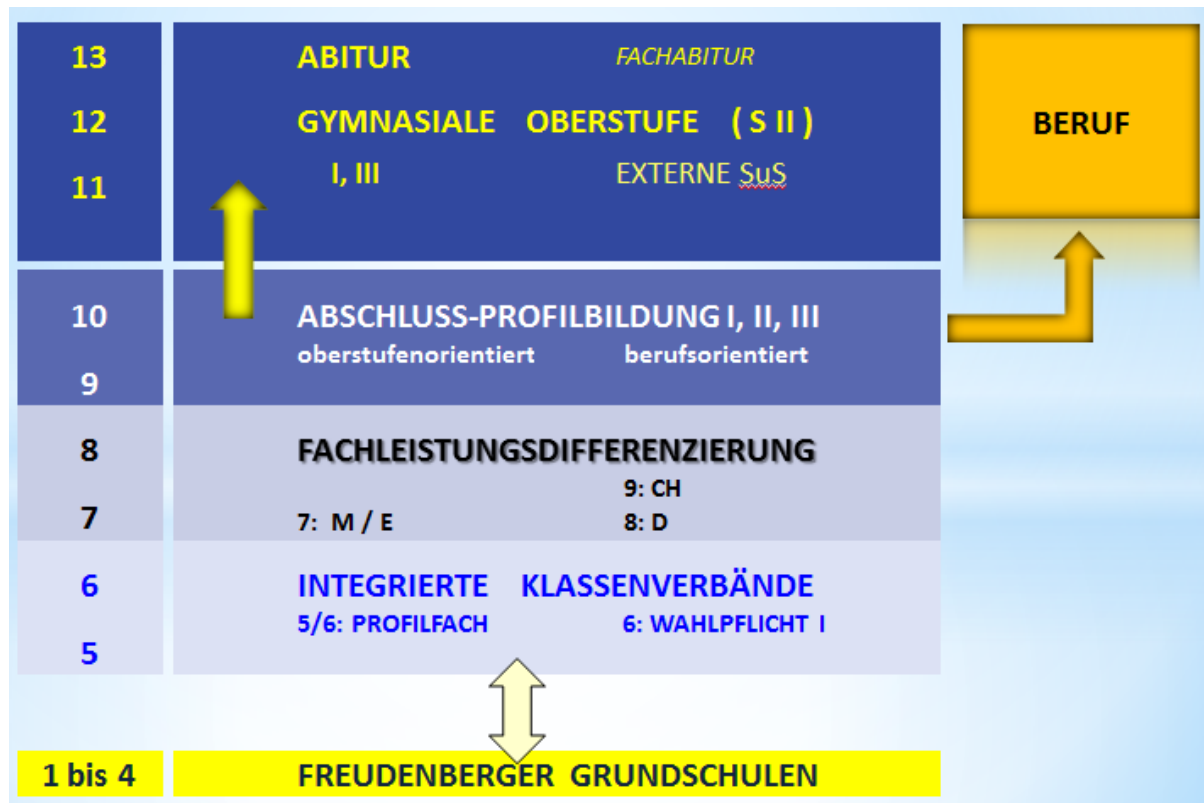 13 ABITUR FACHABITUR
12 GYMNASIALE OBERSTUFE ( S II ) BERUF
11 I, III EXTERNE SuS
10 ABSCHLUSS-PROFILBILDUNG I, II, III
oberstufenorientiert berufsorientiert
9
8 FACHLEISTUNGSDIFFERENZIERUNG
9: CH
7 7: M / E 8: D
6 INTEGRIERTE KLASSENVERBÄNDE
5/6: PROFILFACH 6: WAHLPFLICHT I
5
1 bis 4 FREUDENBERGER GRUNDSCHULEN